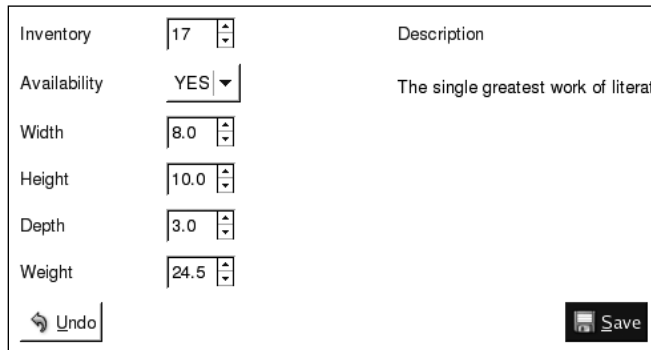 Inventory 17 Description
Availability YES The single greatest work of literat
Width 8.0
Height 10.0
Depth 3.0
Weight 24.5
Undo Save